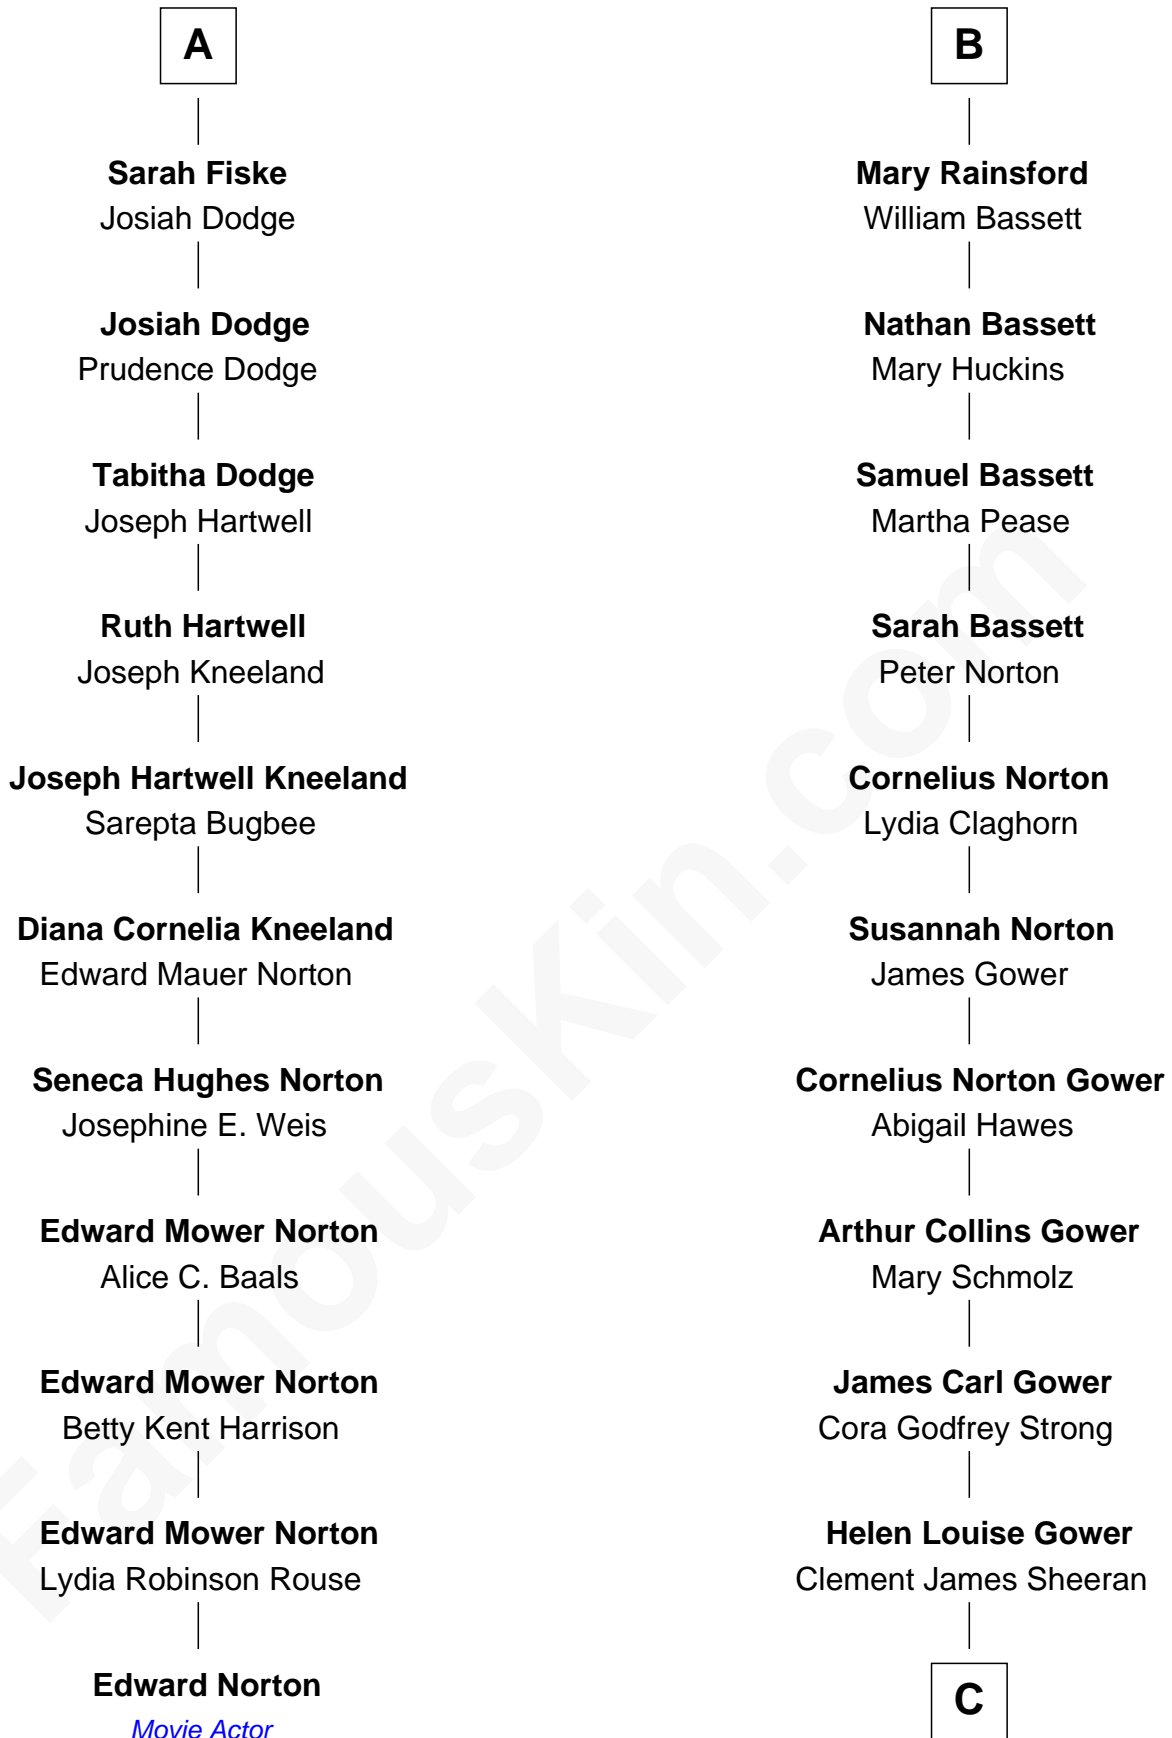 A
Sarah Fiske
Josiah Dodge
Josiah Dodge
Prudence Dodge
Tabitha Dodge
Joseph Hartwell
Ruth Hartwell
Joseph Kneeland
Joseph Hartwell Kneeland
Sarepta Bugbee
Diana Cornelia Kneeland
Edward Mauer Norton
Seneca Hughes Norton
Josephine E. Weis
Edward Mower Norton
Alice C. Baals
Edward Mower Norton
Betty Kent Harrison
Edward Mower Norton
Lydia Robinson Rouse
Edward Norton
Movie Actor
B
Mary Rainsford
William Bassett
Nathan Bassett
Mary Huckins
Samuel Bassett
Martha Pease
Sarah Bassett
Peter Norton
Cornelius Norton
Lydia Claghorn
Susannah Norton
James Gower
Cornelius Norton Gower
Abigail Hawes
Arthur Collins Gower
Mary Schmolz
James Carl Gower
Cora Godfrey Strong
Helen Louise Gower
Clement James Sheeran
C
FamousKin.com